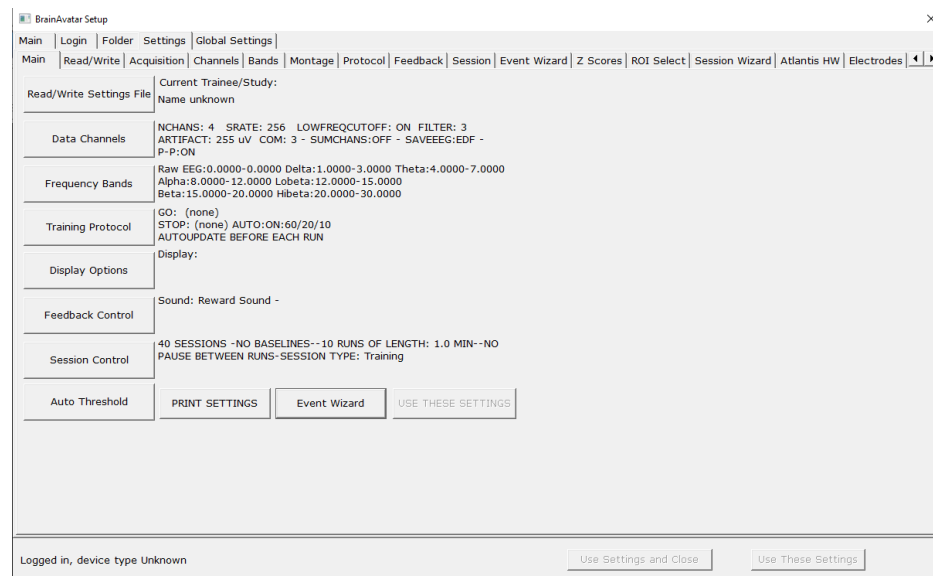 BrainAvatar Setup
Main Login Folder Settings Global Settings
Main Read/Write Acquisition Channels Bands Montage Protocol Feedback Session Event Wizard Z Scores ROI Select Session Wizard Atlantis HW Electrodes
Read/Write Settings File
Current Trainee/Study:
Name unknown
Data Channels
NCHANS: 4 SRATE: 256 LOWFREQCUTOFF: ON FILTER: 3
ARTIFACT: 255 uV COM: 3 - SUMCHANS:OFF - SAVEEEG:EDF -
P-P:ON
Frequency Bands
Raw EEG:0.0000-0.0000 Delta:1.0000-3.0000 Theta:4.0000-7.0000
Alpha:8.0000-12.0000 Lobeta:12.0000-15.0000
Beta:15.0000-20.0000 Hibeta:20.0000-30.0000
Training Protocol
GO: (none)
STOP: (none) AUTO:ON:60/20/10
AUTOUPDATE BEFORE EACH RUN
Display Options
Display:
Feedback Control
Sound: Reward Sound -
Session Control
40 SESSIONS -NO BASELINES--10 RUNS OF LENGTH: 1.0 MIN--NO
PAUSE BETWEEN RUNS-SESSION TYPE: Training
Auto Threshold
PRINT SETTINGS Event Wizard USE THESE SETTINGS
Logged in, device type Unknown
Use Settings and Close Use These Settings